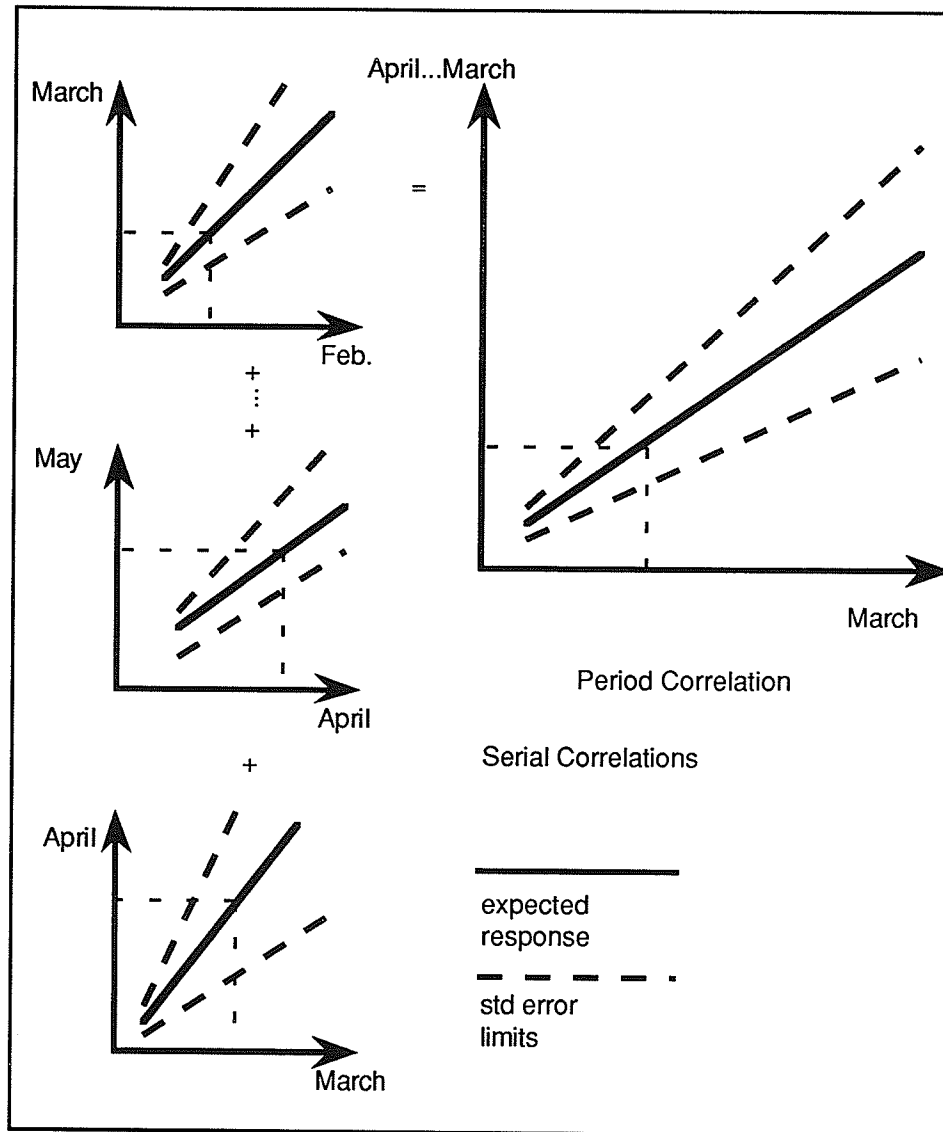 March
Feb.
+
⋮
+
May
April
+
April
March
=
April...March
March
Period Correlation
Serial Correlations
expected
response
std error
limits